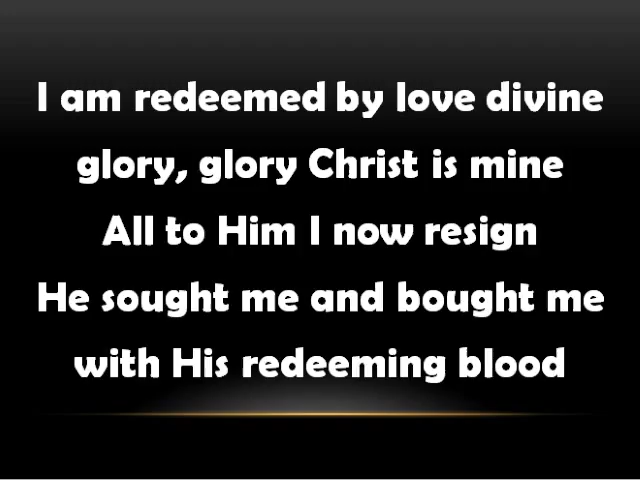 I am redeemed by love divine
glory, glory Christ is mine
All to Him I now resign
He sought me and bought me
with His redeeming blood